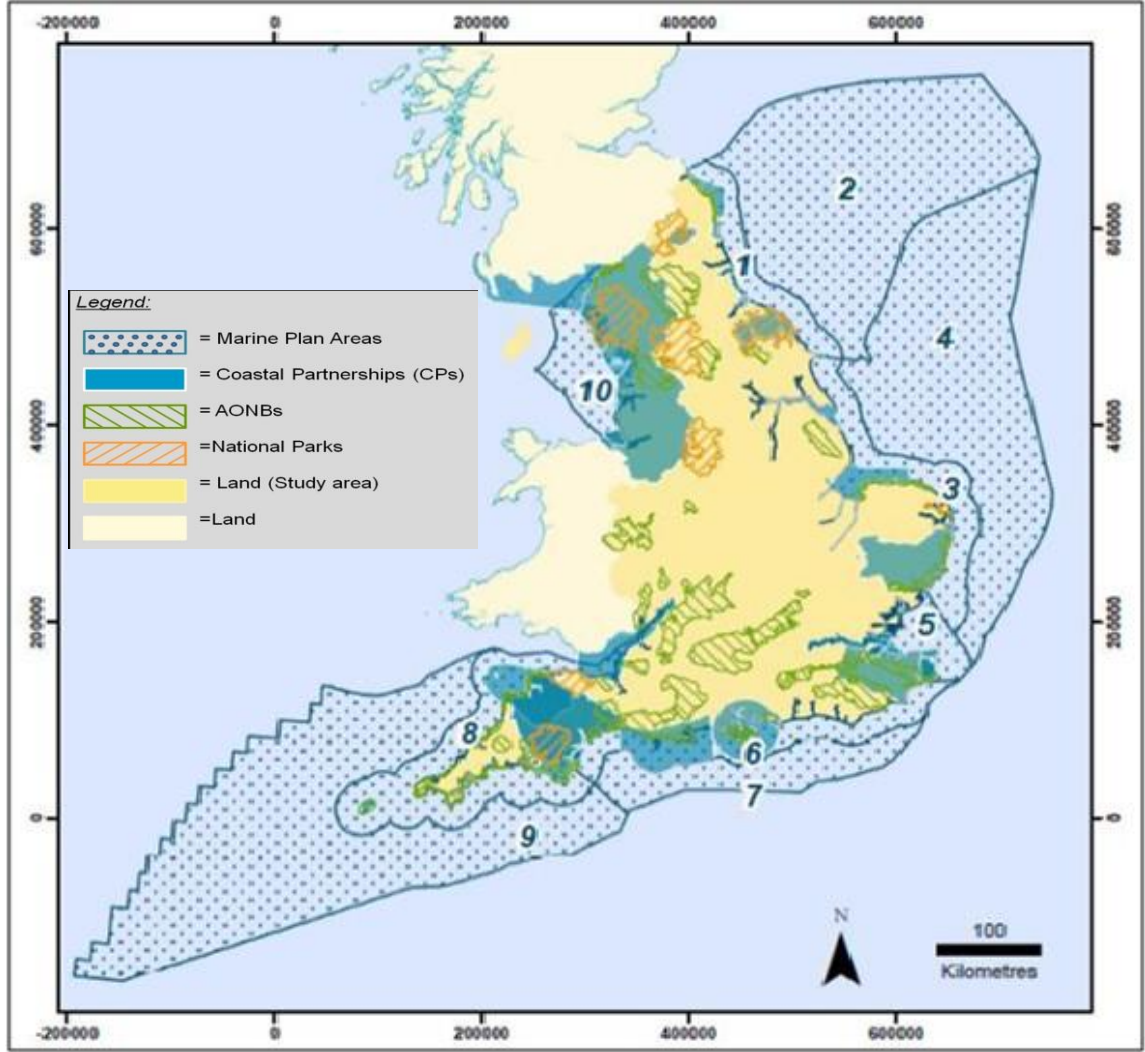 -200000 0 200000 400000 600000
2
600000
600000
1
Legend:
= Marine Plan Areas
4
= Coastal Partnerships (CPs)
10
= AONBs
400000
400000
=National Parks
= Land (Study area)
3
=Land
200000
200000
5
8
6
7
0
0
9
N
100
Kilometres
-200000 0 200000 400000 600000